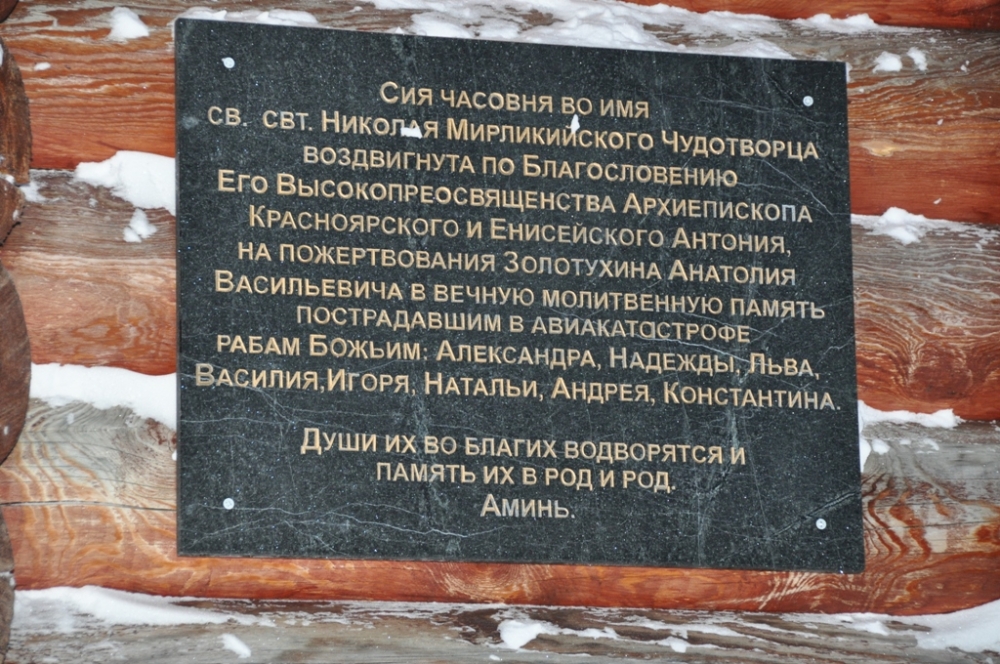 Сия часовня во имя
св. свт. Николая Мирликийского Чудотворца
воздвигнута по Благословению
Его Высокопреосвященства Архиепископа
Красноярского и Енисейского Антония,
на пожертвования Золотухина Анатолия
Васильевича в вечную молитвенную память
пострадавшим в авиакатастрофе
рабам Божьим: Александра, Надежды, Льва,
Василия,Игоря, Натальи, Андрея, Константина.
Души их во благих водворятся и
память их в род и род.
Аминь.